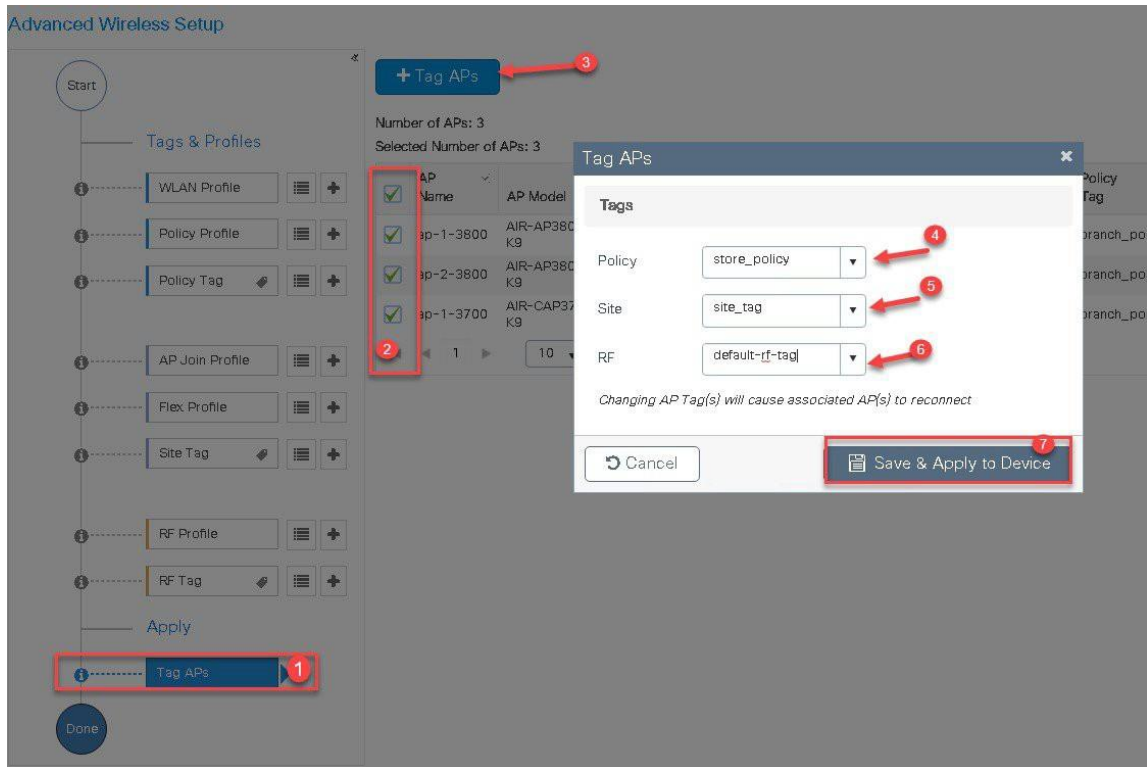 Advanced Wireless Setup
Start
Tags & Profiles
WLAN Profile
Policy Profile
Policy Tag
AP Join Profile
Flex Profile
Site Tag
RF Profile
RF Tag
Apply
Tag APs
1
Done
+ Tag APs
3
Number of APs: 3
Selected Number of APs: 3
AP Name
AP Model
Policy Tag
ap-1-3800
AIR-AP380
K9
branch_po
ap-2-3800
AIR-AP380
K9
branch_po
ap-1-3700
AIR-CAP37
K9
branch_po
2
1
10
Tag APs
Tags
Policy
store_policy
4
Site
site_tag
5
RF
default-rf-tag
6
Changing AP Tag(s) will cause associated AP(s) to reconnect
Cancel
Save & Apply to Device
7